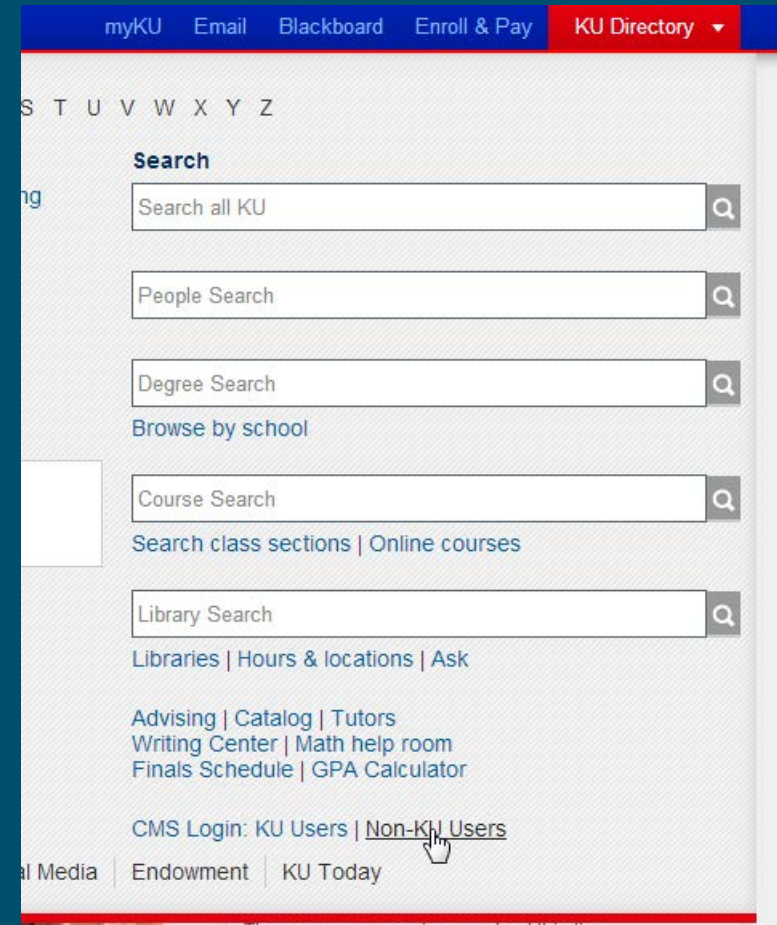 myKU Email Blackboard Enroll & Pay KU Directory
S T U V W X Y Z
Search
ng
Search all KU
People Search
Degree Search
Browse by school
Course Search
Search class sections | Online courses
Library Search
Libraries | Hours & locations | Ask
Advising | Catalog | Tutors
Writing Center | Math help room
Finals Schedule | GPA Calculator
CMS Login: KU Users | Non-KU Users
al Media Endowment KU Today